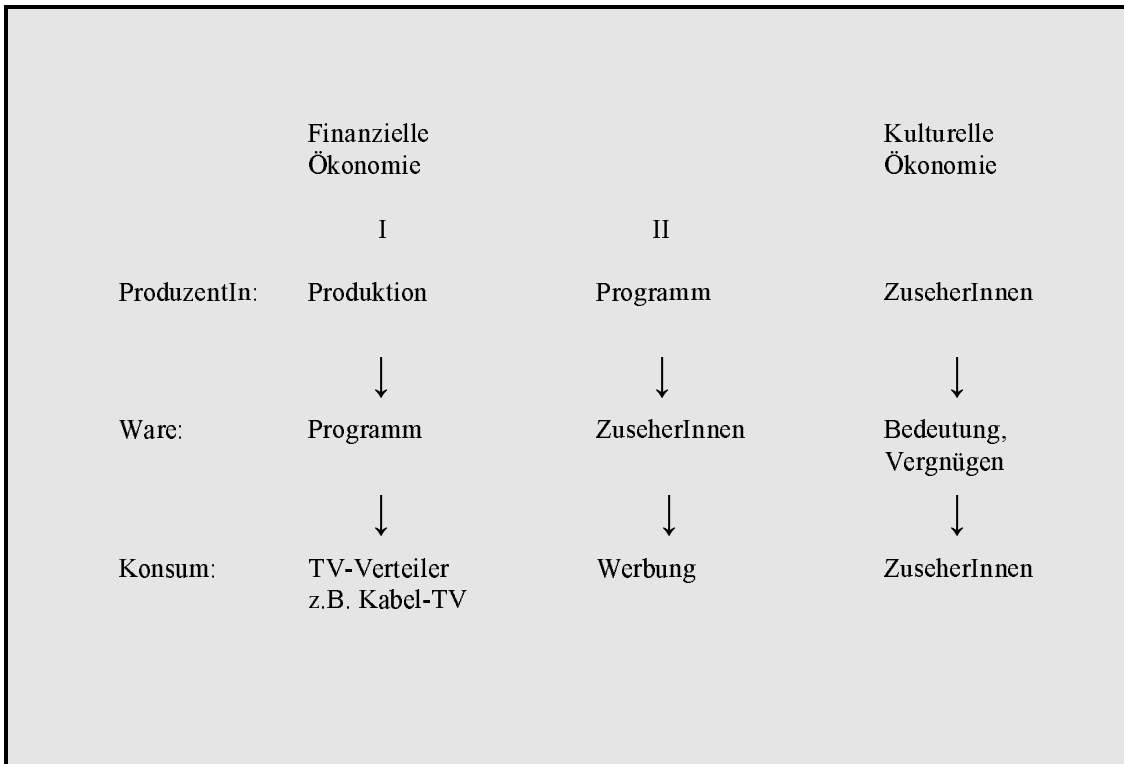 Finanzielle Kulturelle
Ökonomie Ökonomie
I II
ProduzentIn: Produktion Programm ZuseherInnen
↓ ↓ ↓
Ware: Programm ZuseherInnen Bedeutung,
Vergnügen
↓ ↓ ↓
Konsum: TV-Verteiler Werbung ZuseherInnen
z.B. Kabel-TV